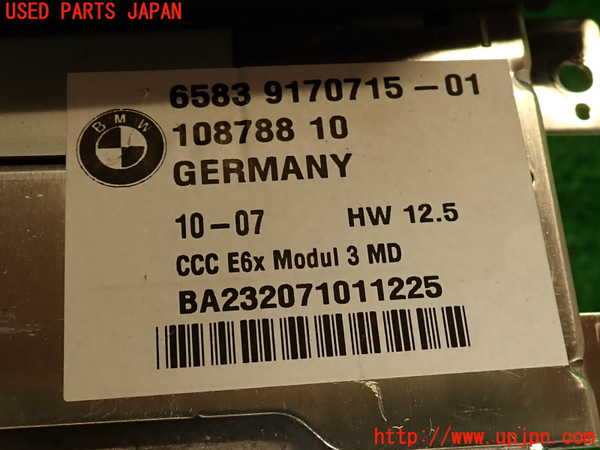 USED PARTS JAPAN
BMW
6583 9170715-01
108788 10
GERMANY
10-07 HW 12.5
CCC E6x Modul 3 MD
BA232071011225
http://www.upjpn.com